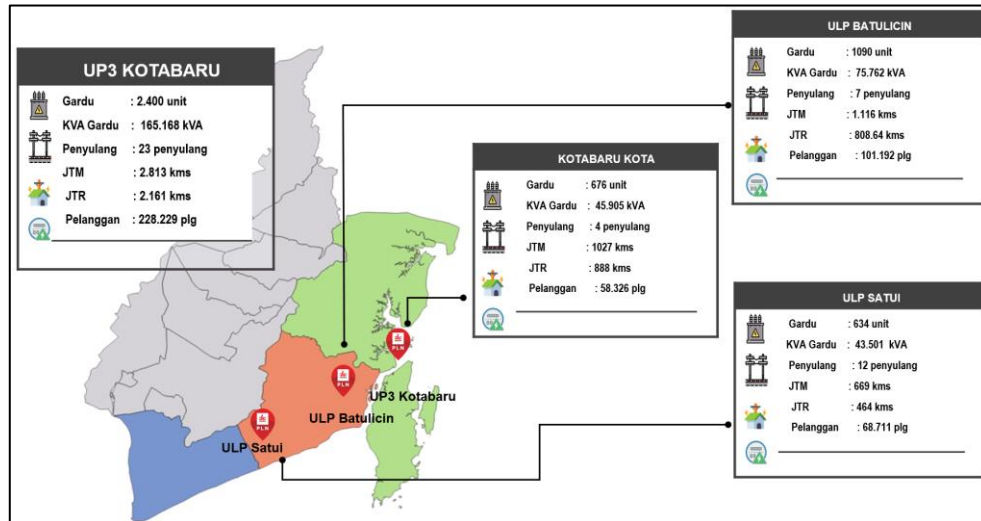 UP3 KOTABARU
Gardu : 2.400 unit
KVA Gardu : 165.168 kVA
Penyulang : 23 penyulang
JTM : 2.813 kms
JTR : 2.161 kms
Pelanggan : 228.229 plg
ULP BATULICIN
Gardu : 1090 unit
KVA Gardu : 75.762 kVA
Penyulang : 7 penyulang
JTM : 1.116 kms
JTR : 808.64 kms
Pelanggan : 101.192 plg
KOTABARU KOTA
Gardu : 676 unit
KVA Gardu : 45.905 kVA
Penyulang : 4 penyulang
JTM : 1027 kms
JTR : 888 kms
Pelanggan : 58.326 plg
ULP SATUI
Gardu : 634 unit
KVA Gardu : 43.501 kVA
Penyulang : 12 penyulang
JTM : 669 kms
JTR : 464 kms
Pelanggan : 68.711 plg
PLN
UP3 Kotabaru
PLN
ULP Batulicin
PLN
ULP Satui